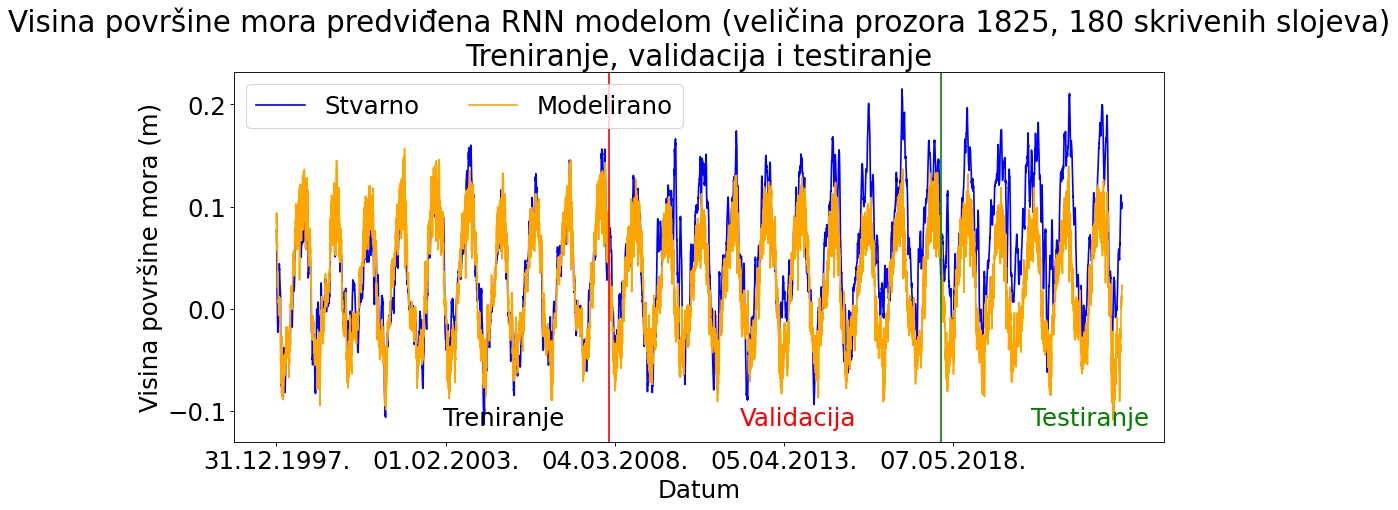 Visina površine mora predviđena RNN modelom (veličina prozora 1825, 180 skrivenih slojeva)
Treniranje, validacija i testiranje
Stvarno Modelirano
Visina površine mora (m)
0.2
0.1
0.0
−0.1
Treniranje Validacija Testiranje
31.12.1997. 01.02.2003. 04.03.2008. 05.04.2013. 07.05.2018.
Datum